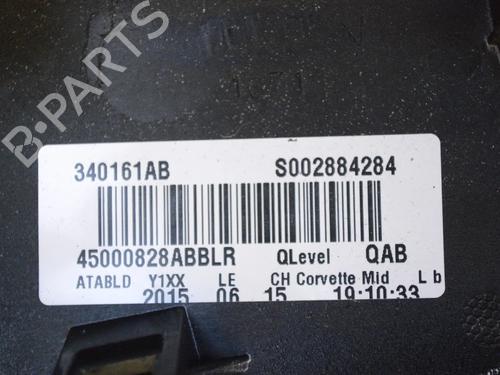 B-PARTS
340161AB S002884284
45000828ABBLR QLevel QAB
ATABLD Y1XX LE CH Corvette Mid L b
2015 06 15 19:10:33